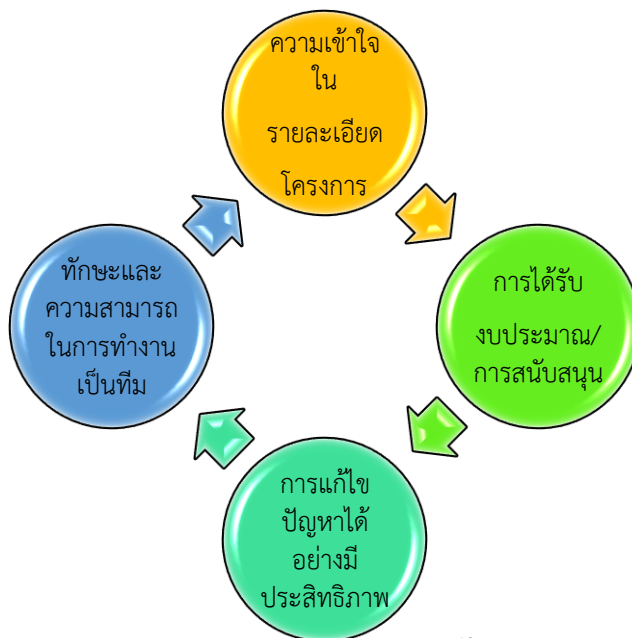 ความเข้าใจ
ใน
รายละเอียด
โครงการ
การได้รับ
งบประมาณ/
การสนับสนุน
การแก้ไข
ปัญหาได้
อย่างมี
ประสิทธิภาพ
ทักษะและ
ความสามารถ
ในการทำงาน
เป็นทีม